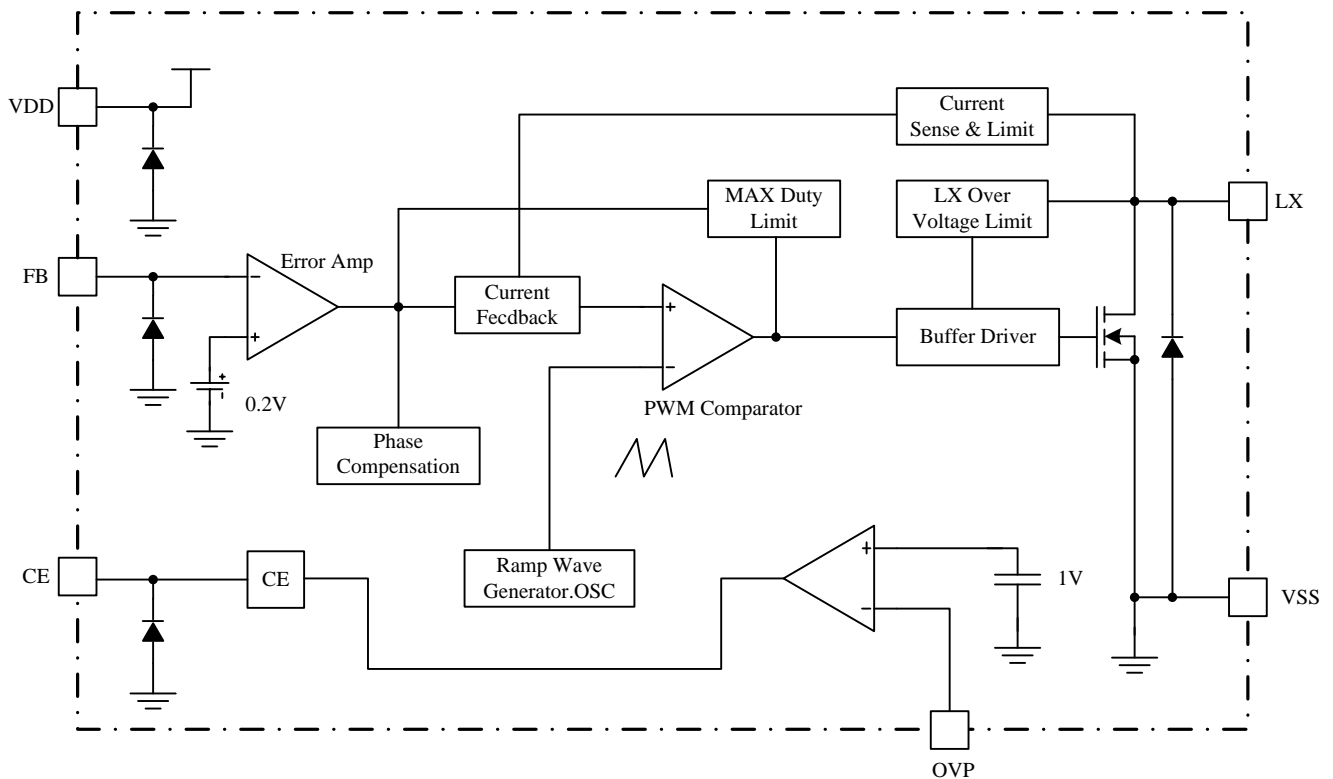 VDD
Current
Sense & Limit
MAX Duty
Limit
LX Over
Voltage Limit
LX
FB
Error Amp
−
+
Current
Fecdback
+
−
Buffer Driver
+
-
0.2V
PWM Comparator
Phase
Compensation
CE
CE
Ramp Wave
Generator.OSC
+
−
1V
VSS
OVP